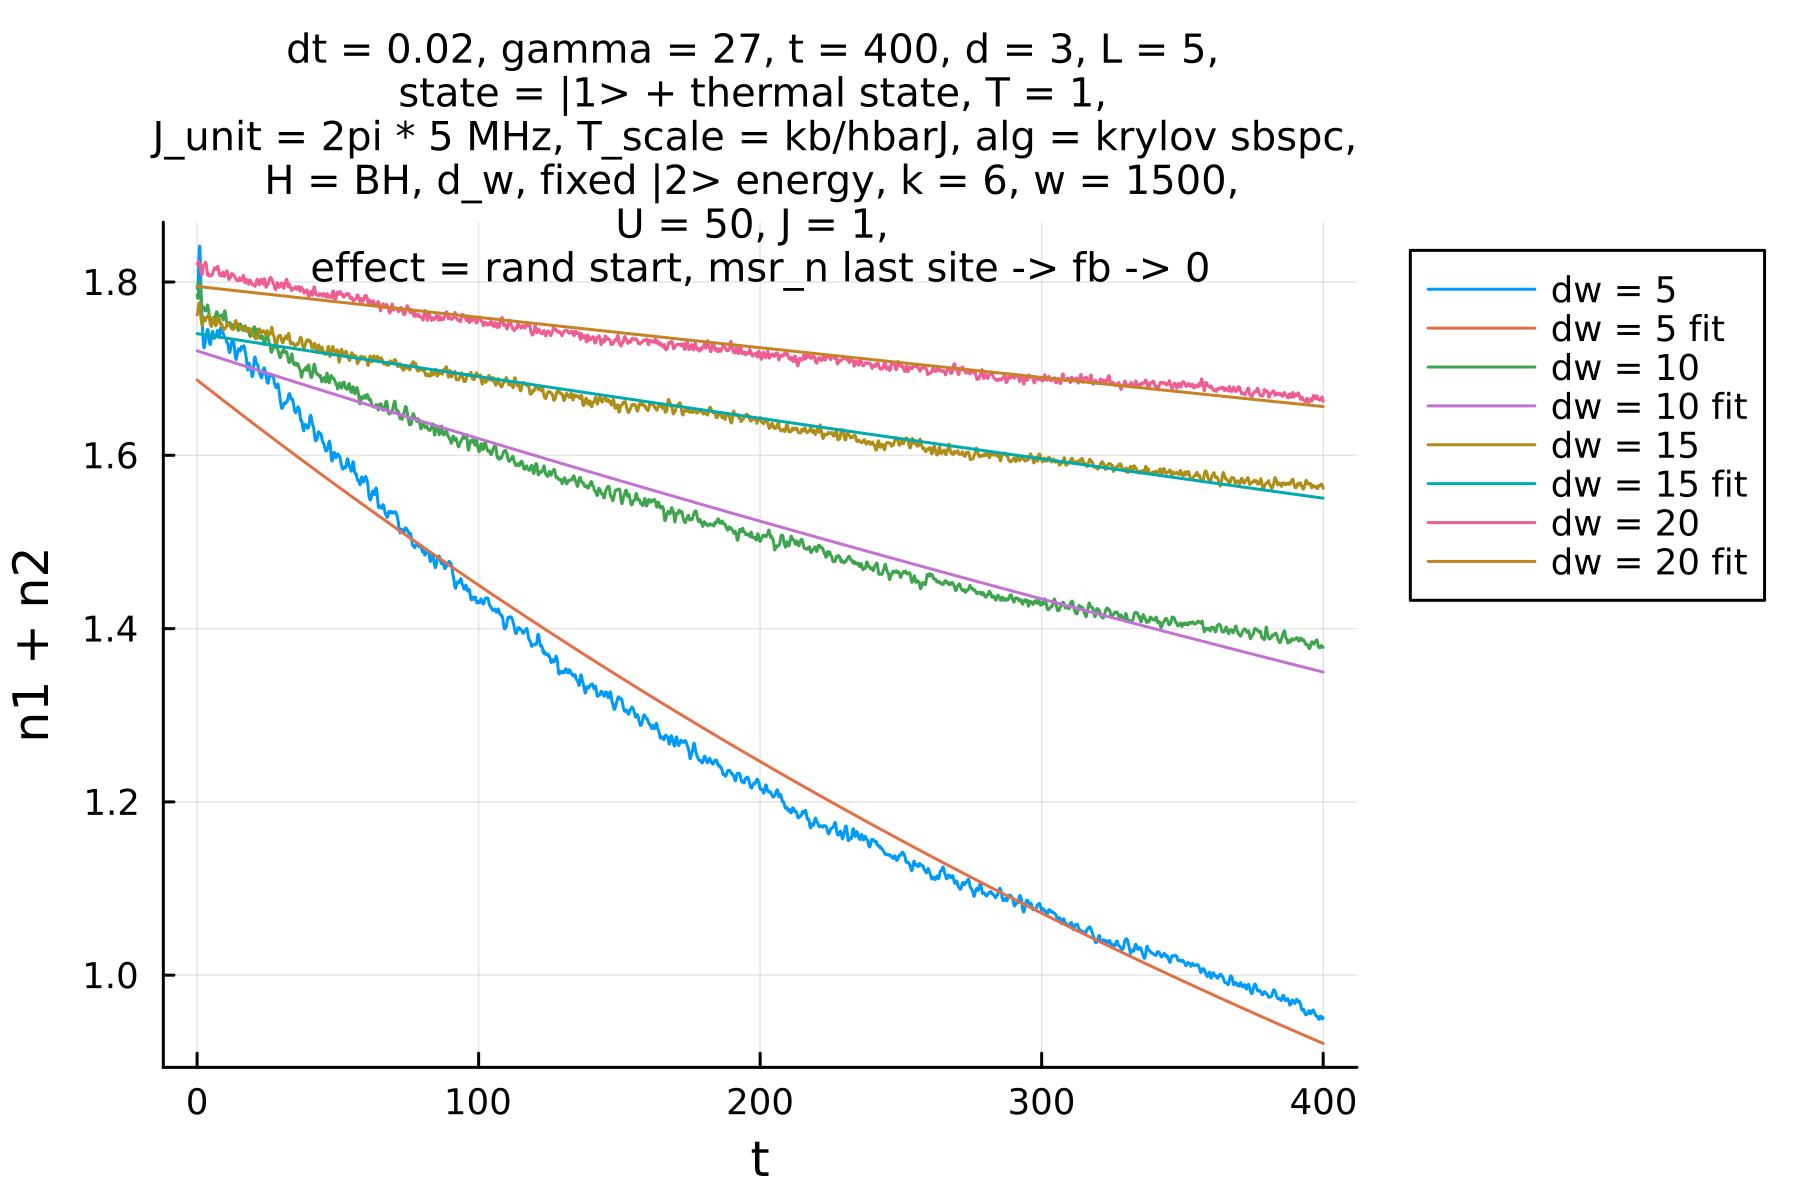 dt = 0.02, gamma = 27, t = 400, d = 3, L = 5,
state = |1> + thermal state, T = 1,
J_unit = 2pi * 5 MHz, T_scale = kb/hbarJ, alg = krylov sbspc,
H = BH, d_w, fixed |2> energy, k = 6, w = 1500,
U = 50, J = 1,
effect = rand start, msr_n last site -> fb -> 0
n1 + n2
1.8
1.6
1.4
1.2
1.0
0
100
200
300
400
t
dw = 5
dw = 5 fit
dw = 10
dw = 10 fit
dw = 15
dw = 15 fit
dw = 20
dw = 20 fit